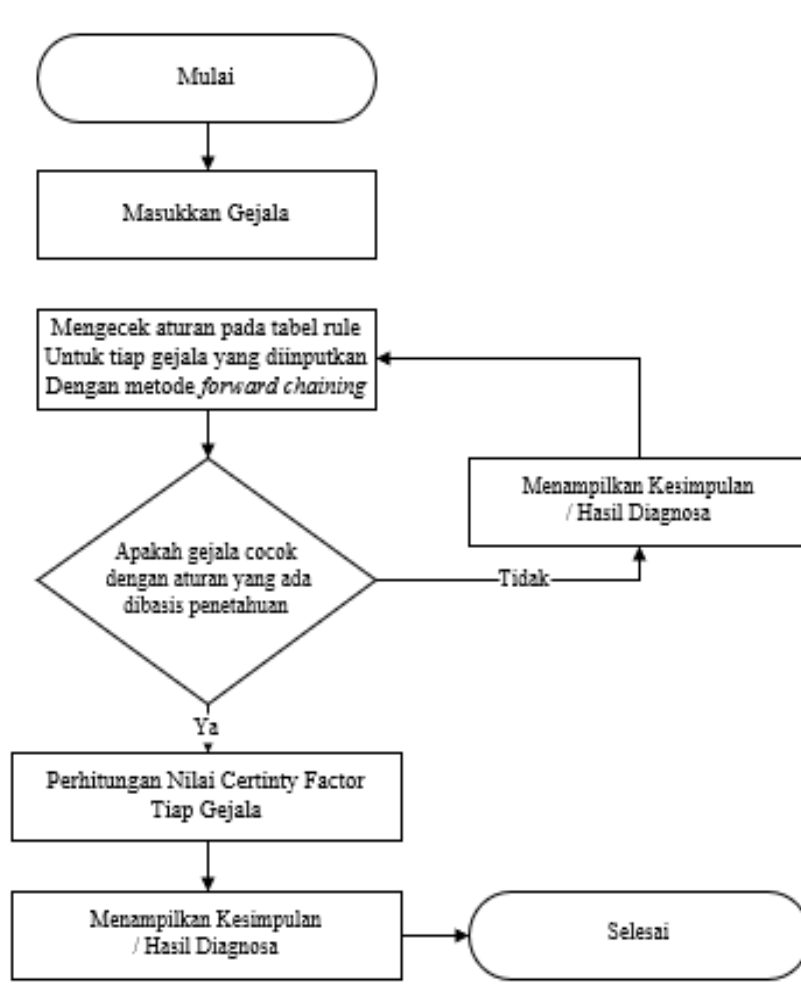 Mulai
Masukkan Gejala
Mengecek aturan pada tabel rule
Untuk tiap gejala yang diinputkan
Dengan metode forward chaining
Menampilkan Kesimpulan
/ Hasil Diagnosa
Apakah gejala cocok
dengan aturan yang ada
dibasis penetahuan
Tidak
Ya
Perhitungan Nilai Certinty Factor
Tiap Gejala
Menampilkan Kesimpulan
/ Hasil Diagnosa
Selesai